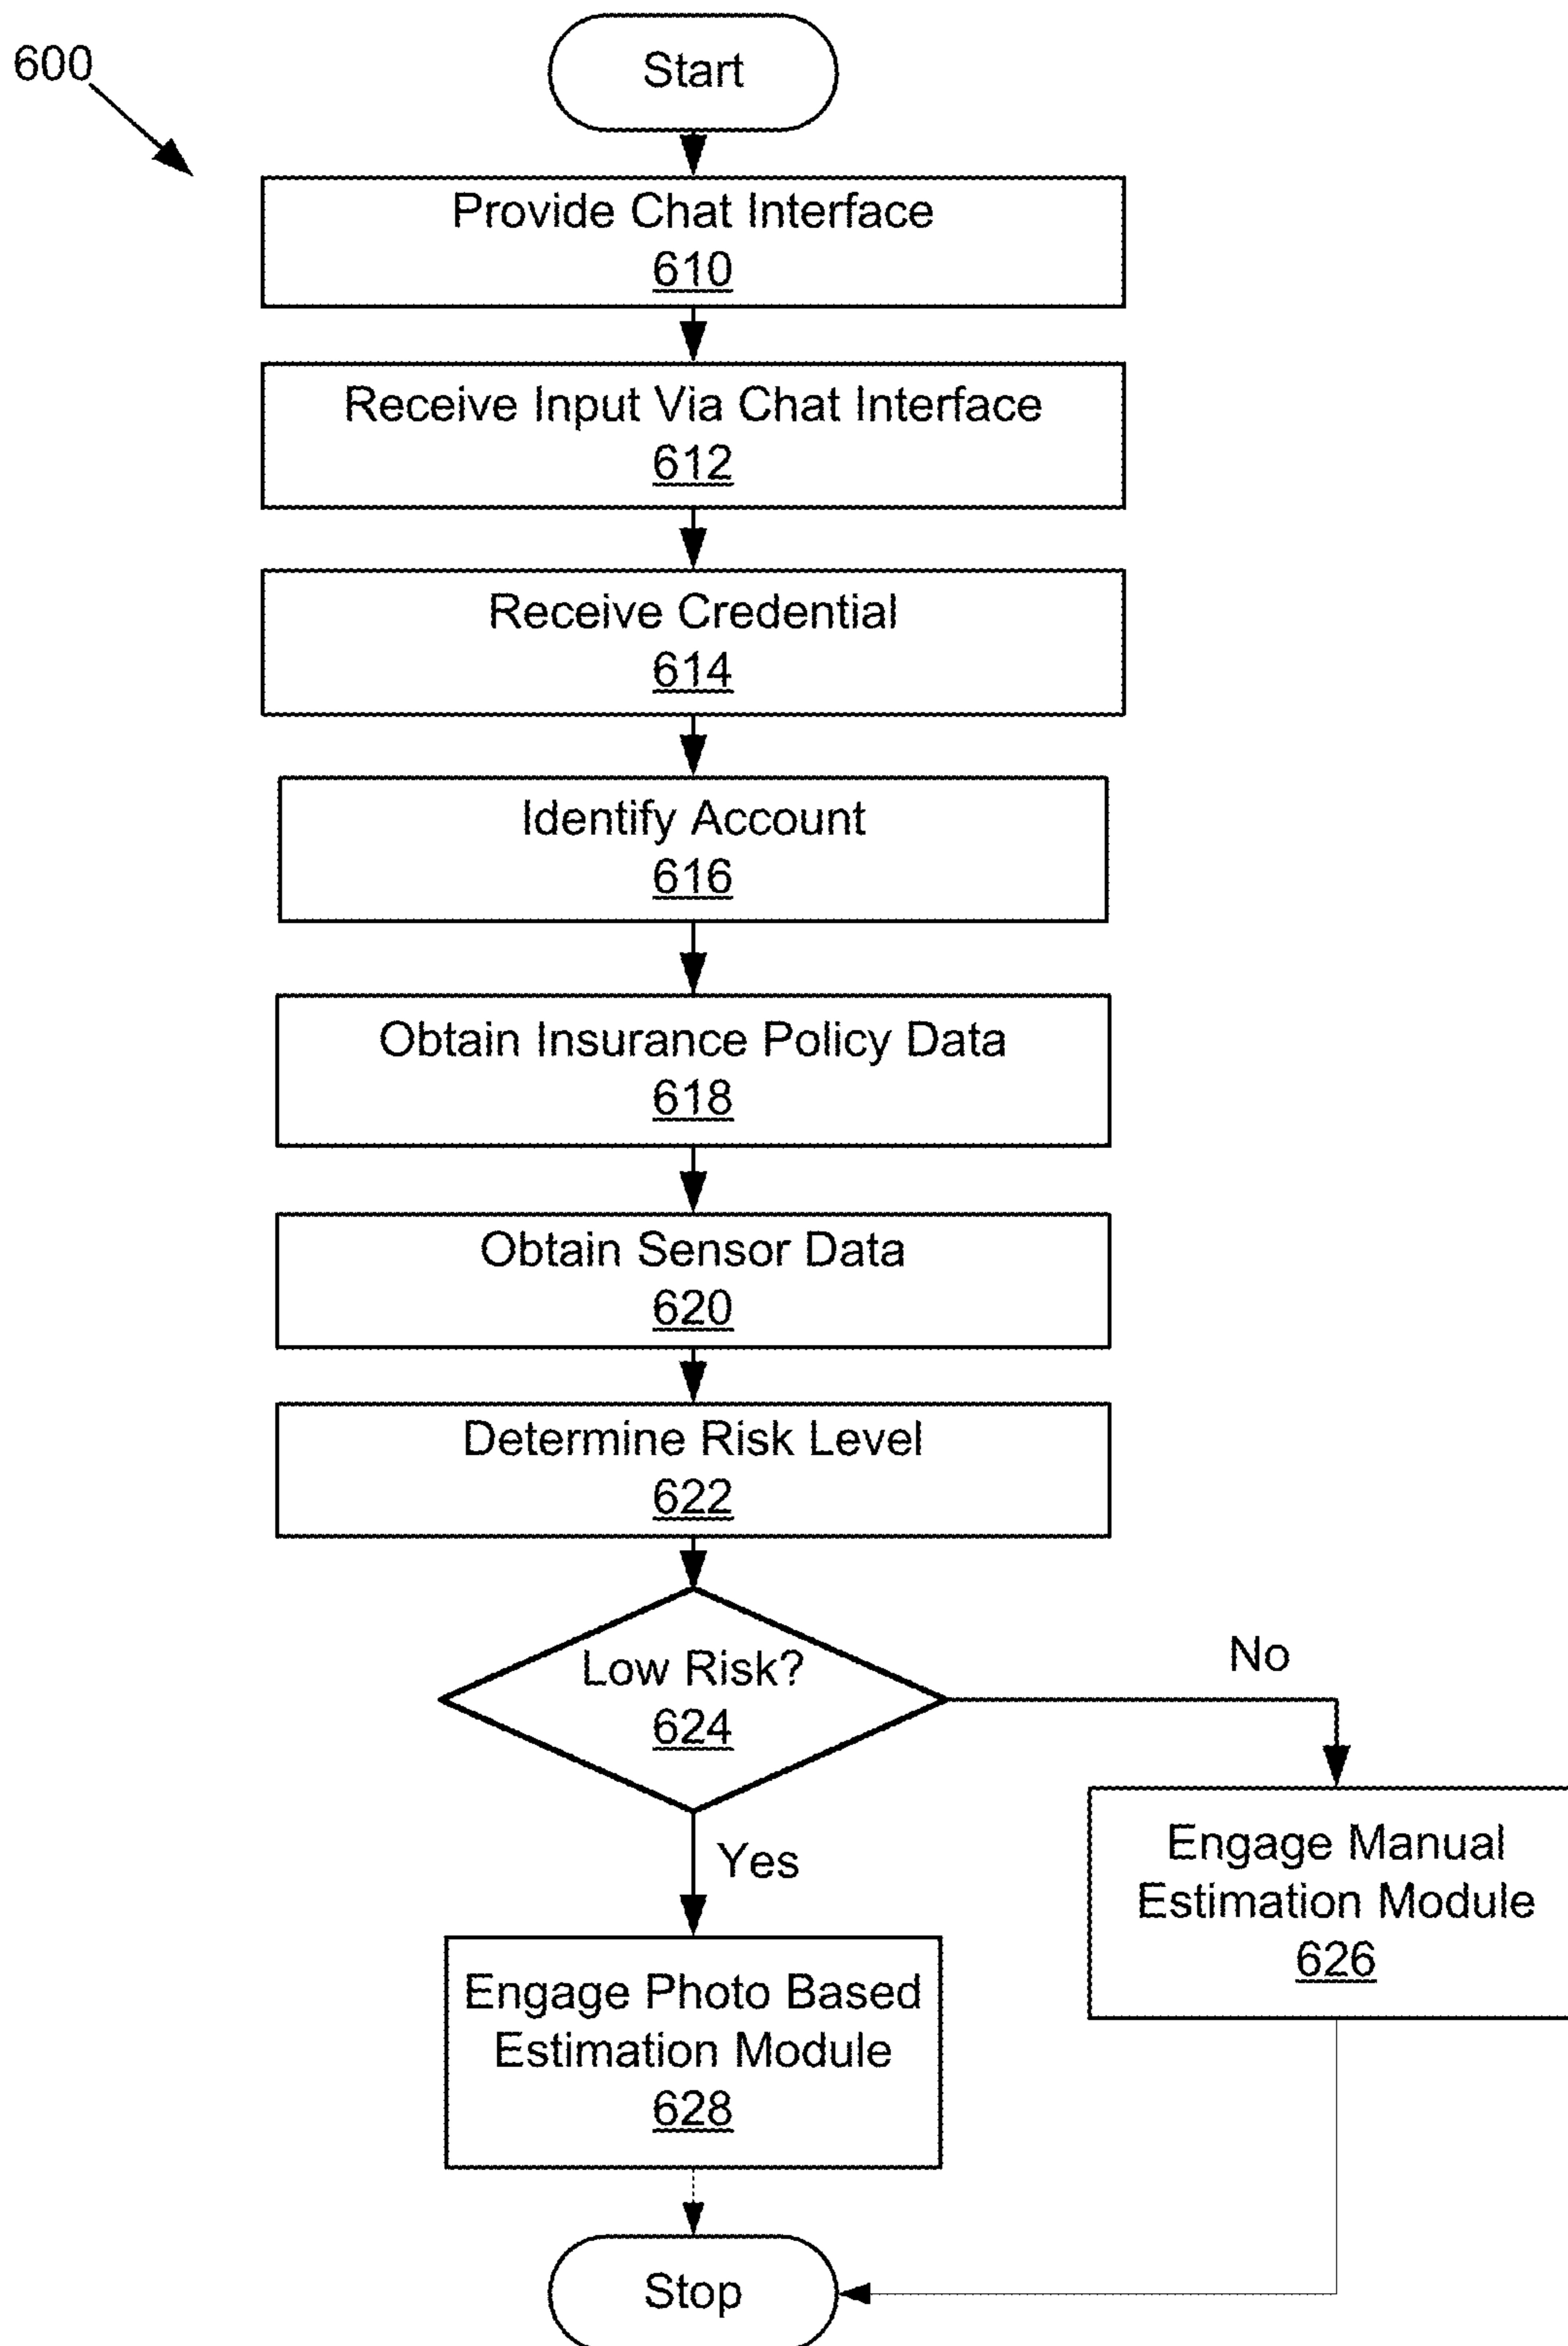 600
Start
Provide Chat Interface
610
Receive Input Via Chat Interface
612
Receive Credential
614
Identify Account
616
Obtain Insurance Policy Data
618
Obtain Sensor Data
620
Determine Risk Level
622
Low Risk?
624
No
Yes
Engage Manual
Estimation Module
626
Engage Photo Based
Estimation Module
628
Stop